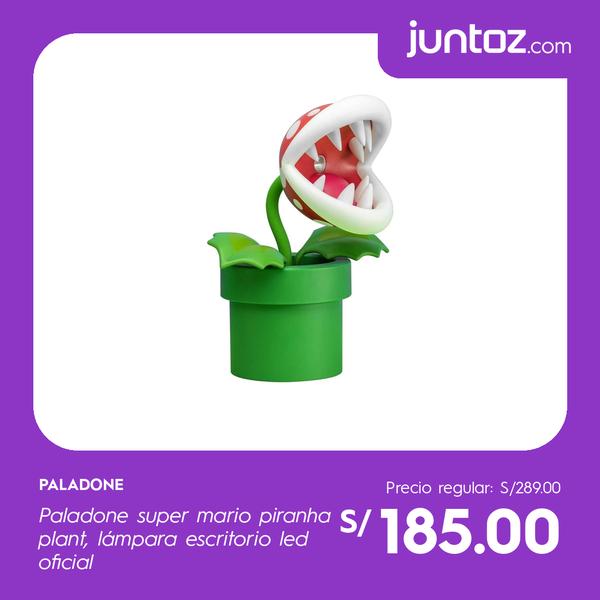 juntoz.com
PALADONE
Paladone super mario piranha
plant, lámpara escritorio led
oficial
Precio regular: S/289.00
S/185.00